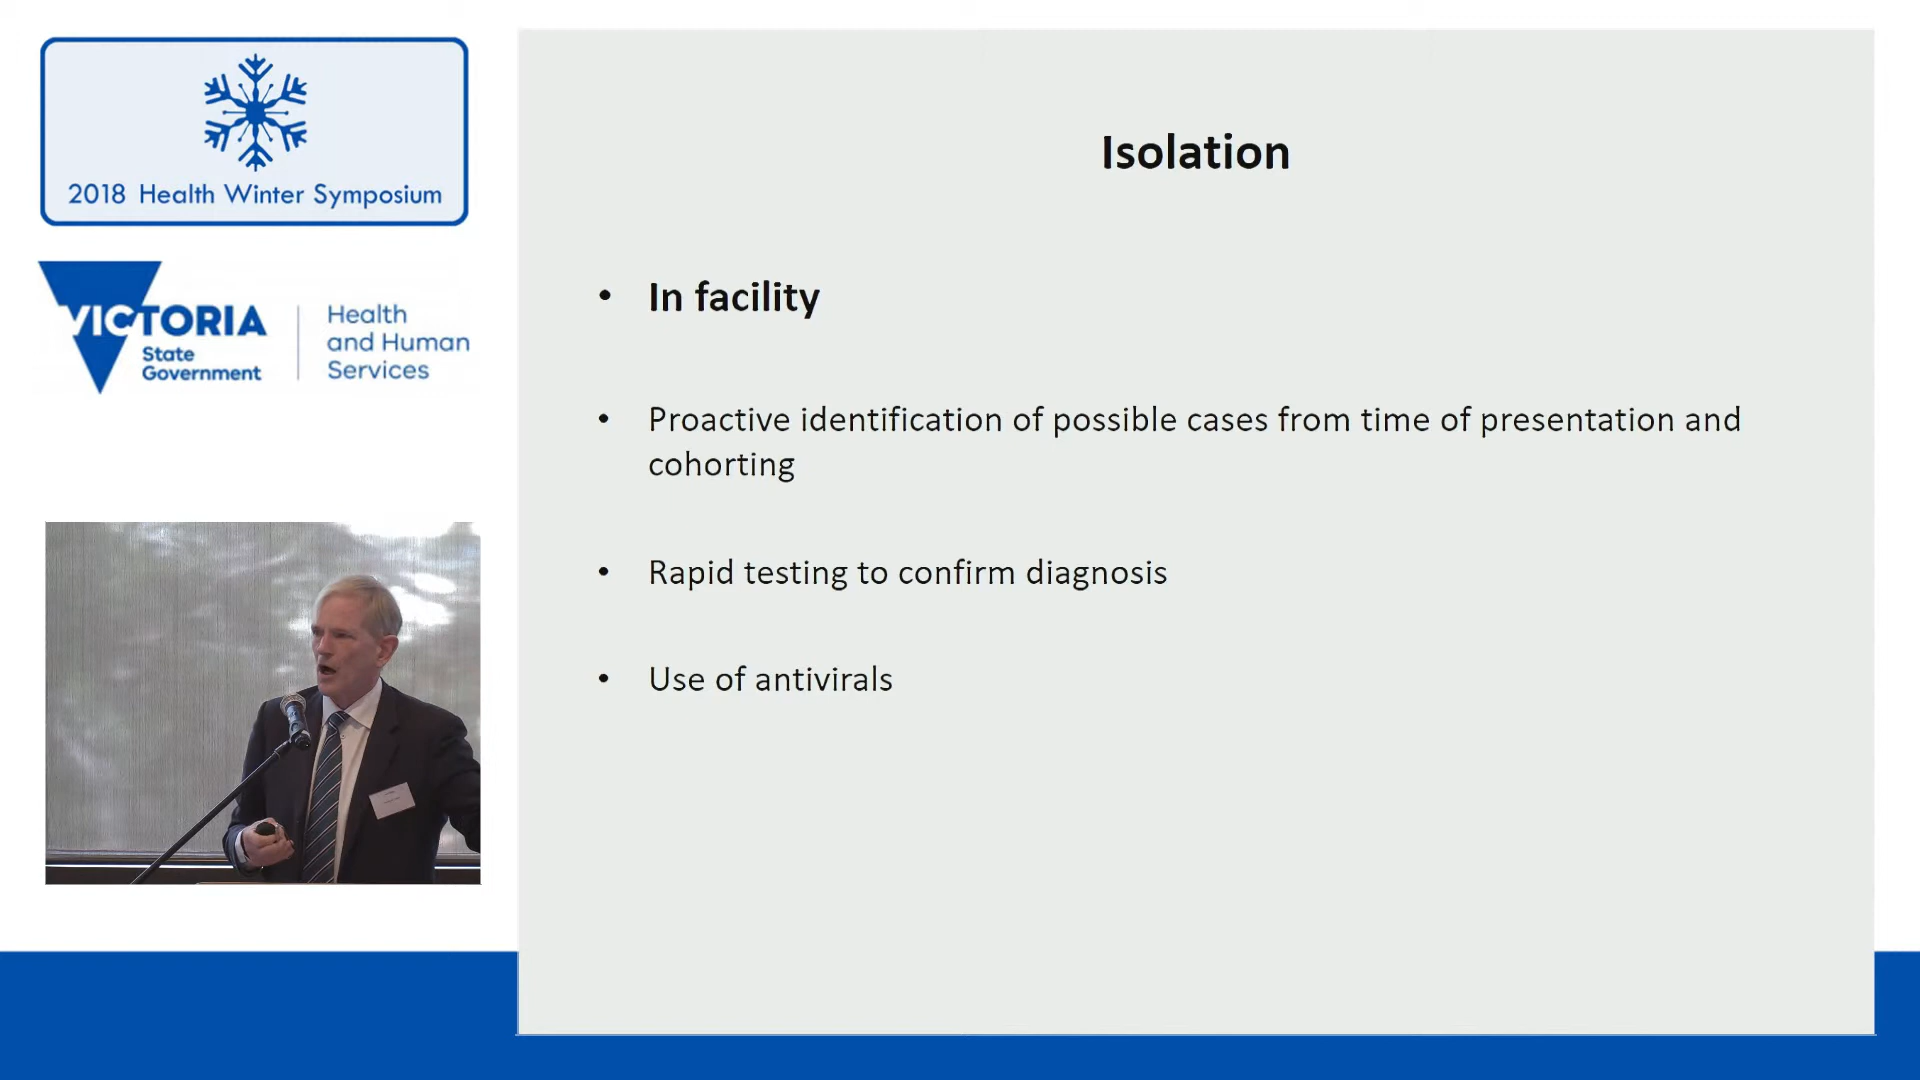 2018 Health Winter Symposium
VICTORIA
State
Government
Health
and Human
Services
Isolation
• In facility
• Proactive identification of possible cases from time of presentation and
cohorting
• Rapid testing to confirm diagnosis
• Use of antivirals